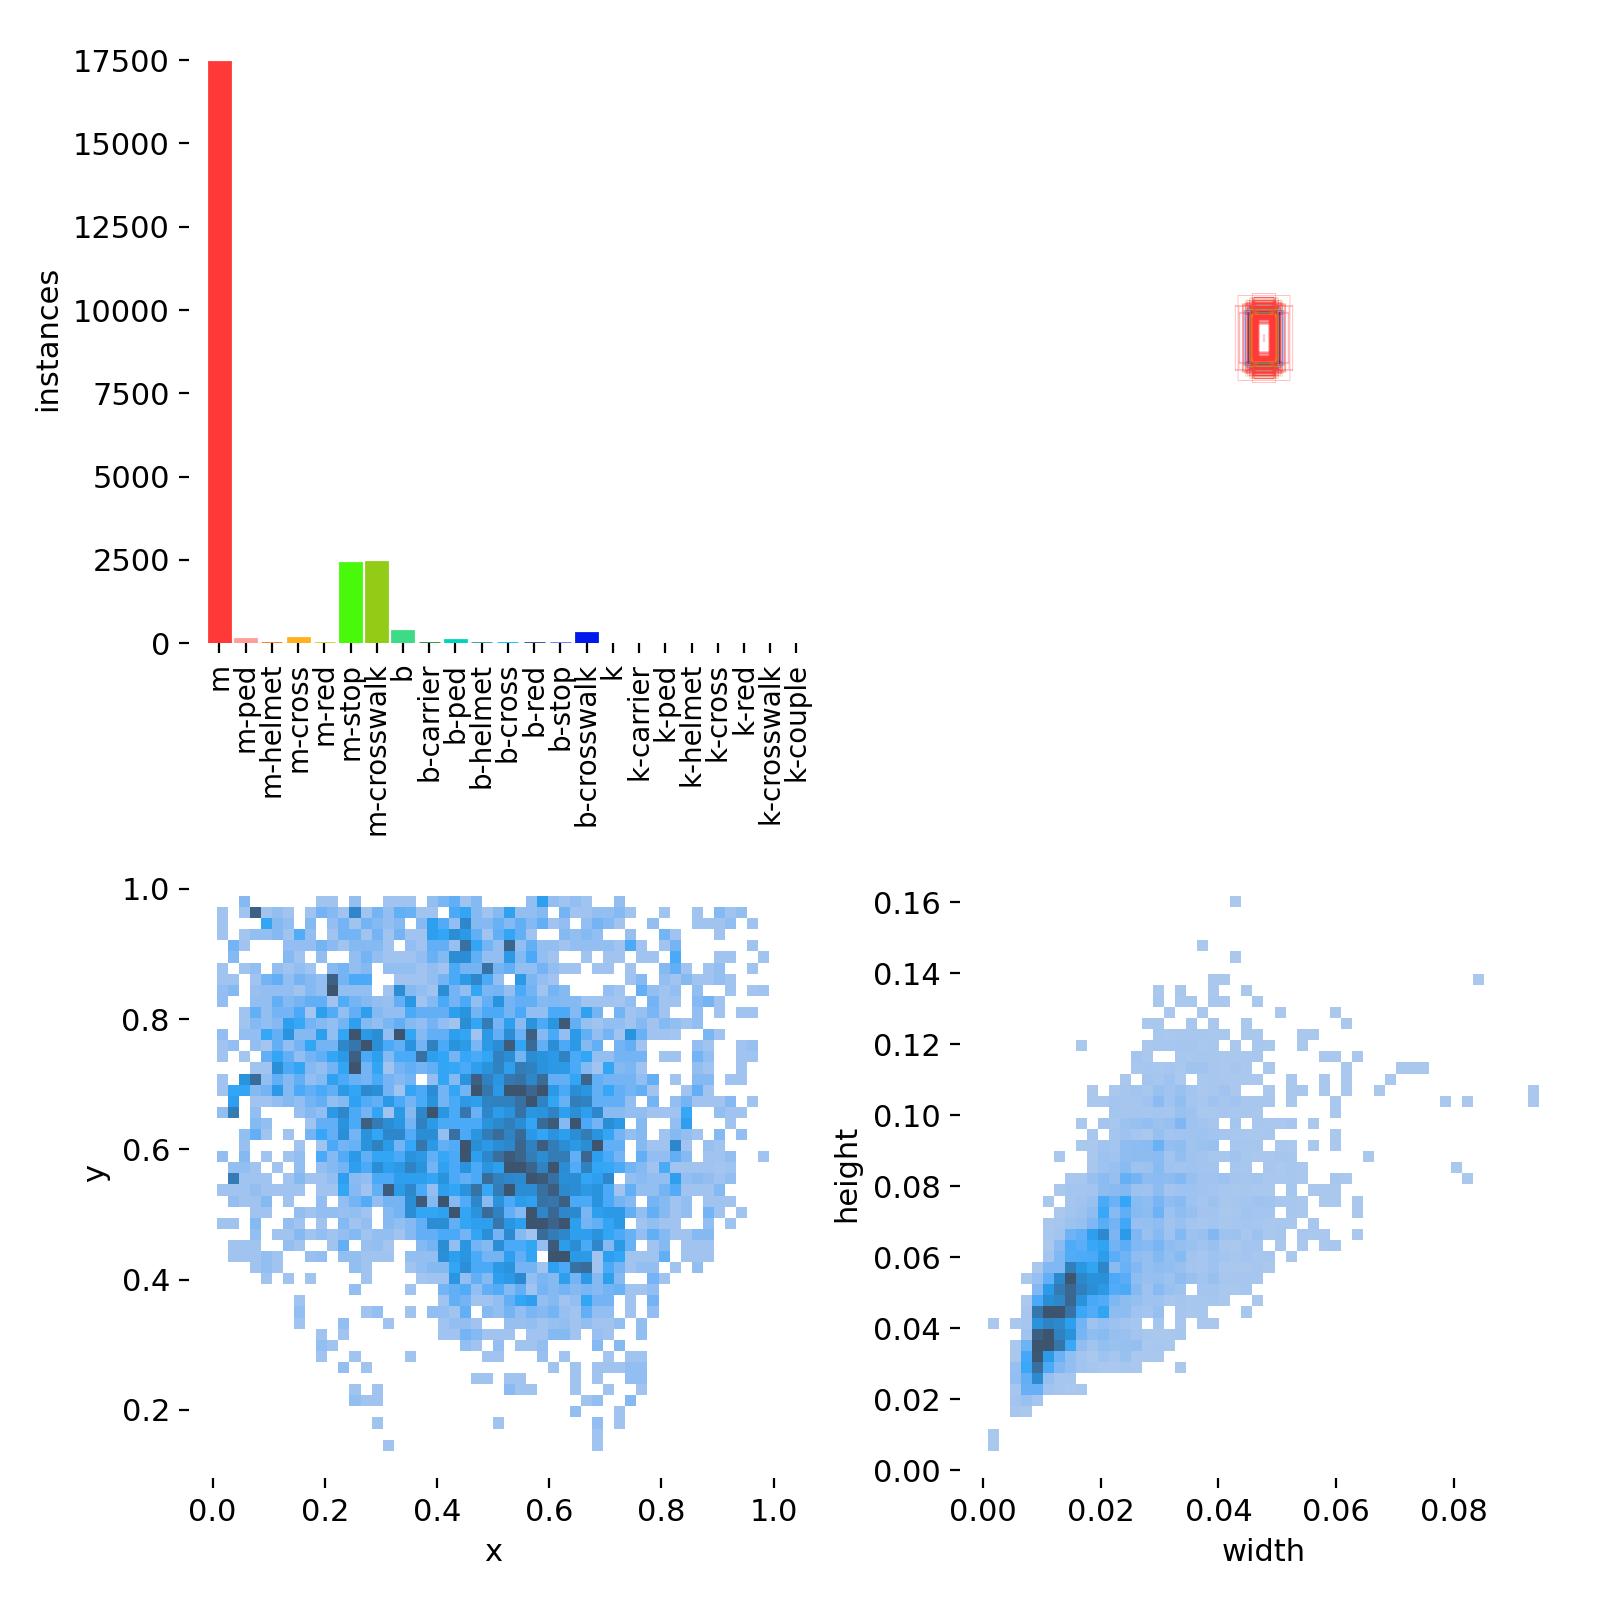 17500
15000
12500
10000
7500
5000
2500
0
instances
m
m-ped
m-helmet
m-cross
m-red
m-stop
m-crosswalk
b
b-carrier
b-ped
b-helmet
b-cross
b-red
b-stop
b-crosswalk
k
k-carrier
k-ped
k-helmet
k-cross
k-red
k-crosswalk
k-couple
1.0
0.8
0.6
0.4
0.2
y
0.0 0.2 0.4 0.6 0.8 1.0
x
0.16
0.14
0.12
0.10
0.08
0.06
0.04
0.02
0.00
height
0.00 0.02 0.04 0.06 0.08
width